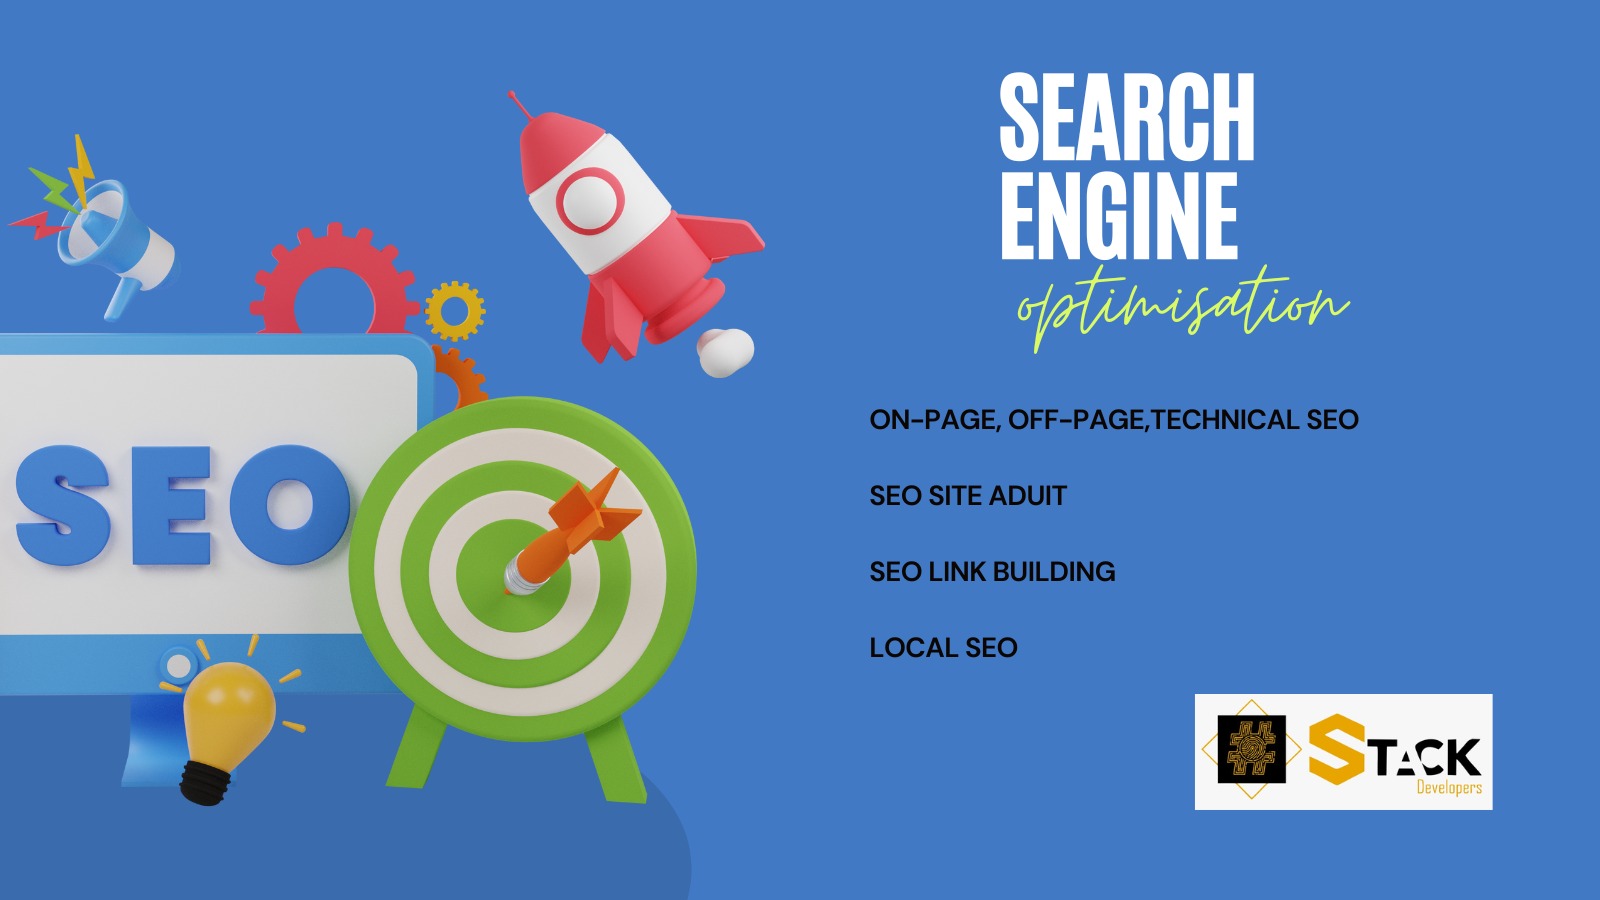 SEARCH
ENGINE
optimisation
SEO
ON-PAGE, OFF-PAGE,TECHNICAL SEO
SEO SITE ADUIT
SEO LINK BUILDING
LOCAL SEO
# STACK
Developers